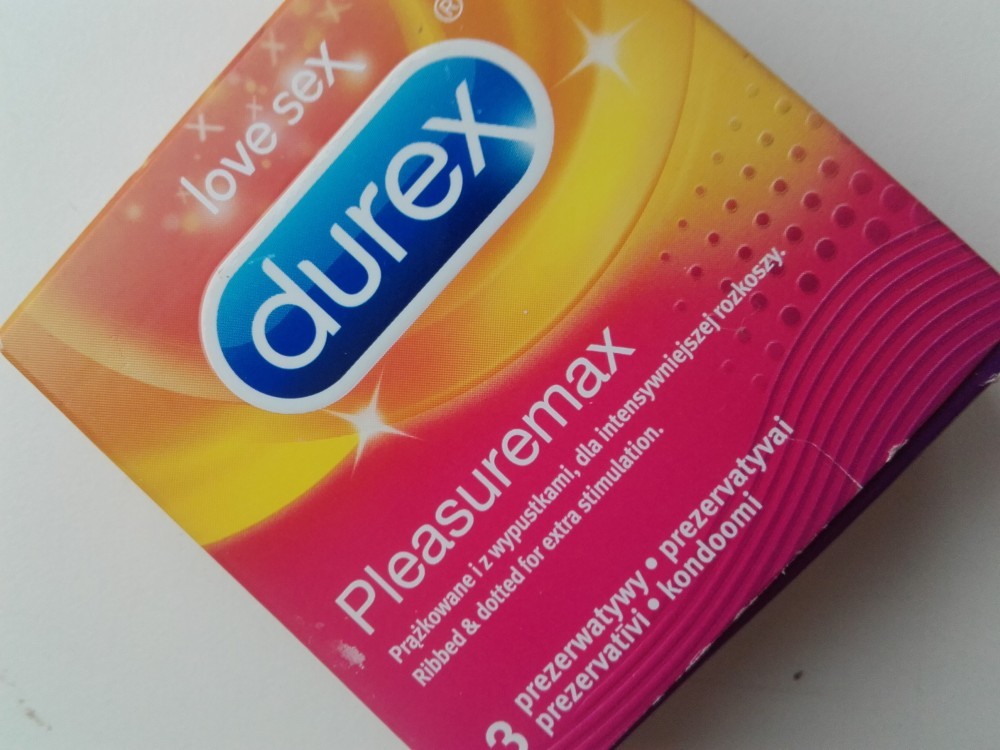 love sex
durex®
Pleasuremax
Prążkowane i z wypustkami, dla intensywniejszej rozkoszy.
Ribbed & dotted for extra stimulation.
3 prezerwatywy • prezervatyvai
prezervatīvi • kondoomi